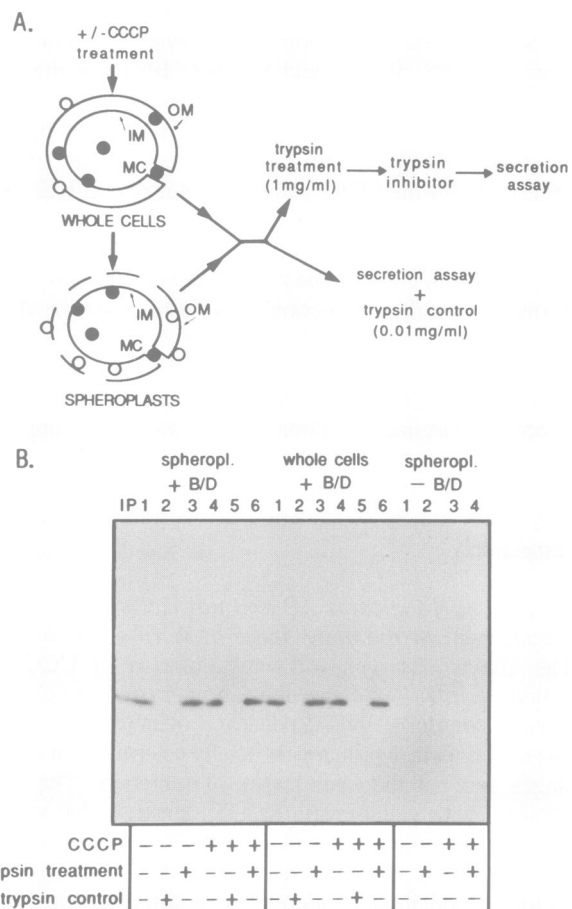 A.
+/-CCCP
treatment
OM
IM
MC
WHOLE CELLS
IM
OM
MC
SPHEROPLASTS
trypsin
treatment
(1mg/ml)
trypsin
inhibitor
secretion
assay
secretion assay
+
trypsin control
(0.01mg/ml)
B.
spheropl. whole cells spheropl.
+ B/D + B/D — B/D
IP 1 2 3 4 5 6 1 2 3 4 5 6 1 2 3 4
CCCP – – – + + + – – – + + + – – + +
psin treatment – – + – – + – – + – – + – + – +
trypsin control – + – – + – – + – – + – – – – –